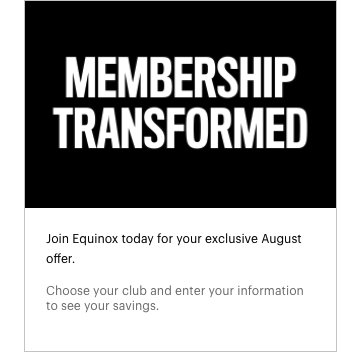 MEMBERSHIP
TRANSFORMED
Join Equinox today for your exclusive August
offer.
Choose your club and enter your information
to see your savings.